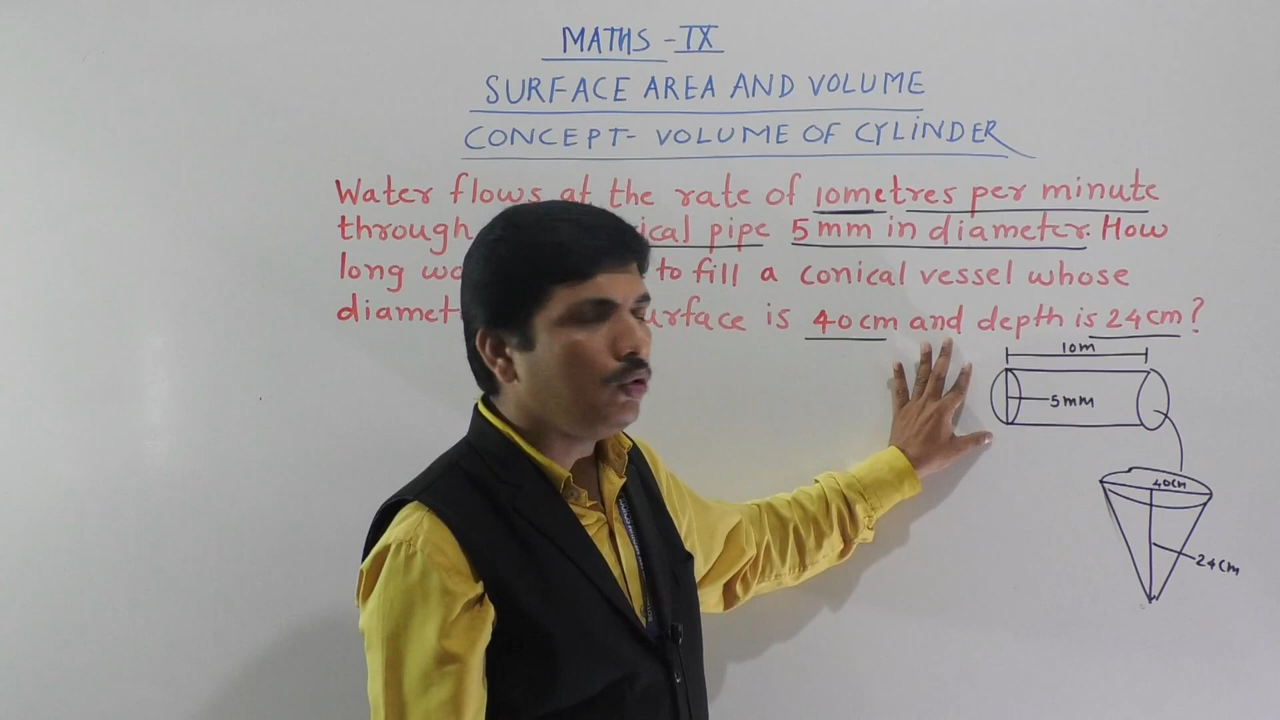 MATHS - IX
SURFACE AREA AND VOLUME
CONCEPT- VOLUME OF CYLINDER
Water flows at the rate of 10metres per minute
through ical pipe 5mm in diameter. How
long wo to fill a conical vessel whose
diamet urface is 40cm and depth is 24cm?
10m
5mm
40cm
24cm